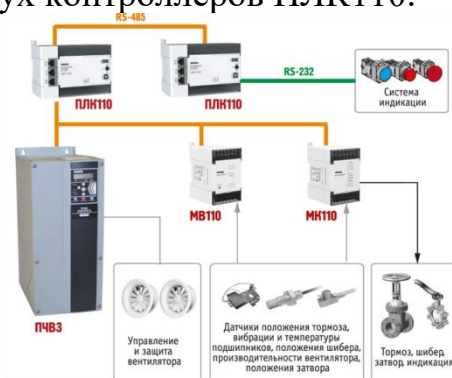 ух контроллеров ПЛК110:
RS-485
RS-232
ПЛК110
ПЛК110
Система
индикации
МВ110
МК110
ПЧВ3
Управление
и защита
вентилятора
Датчики положения тормоза,
вибрации и температуры
подшипников, положения шибера,
производительности вентилятора,
положения затвора
Тормоз, шибер,
затвор, индикация